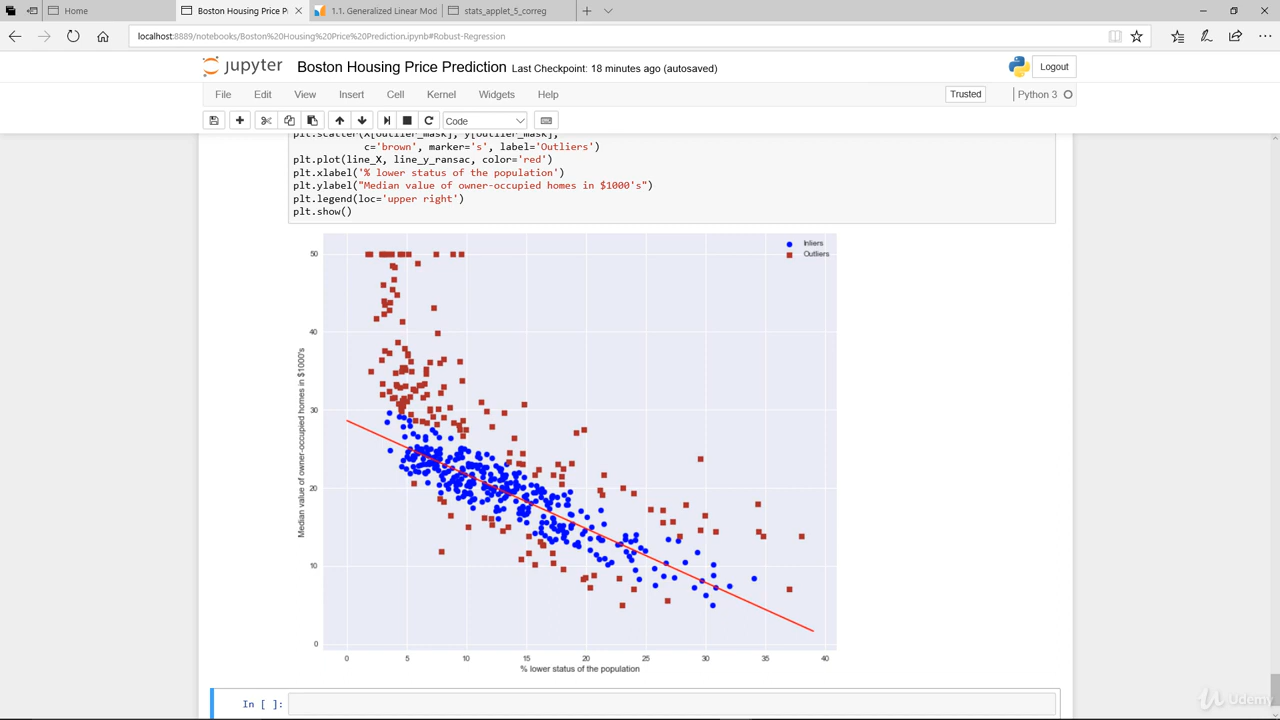 Home
Boston Housing Price P
1.1. Generalized Linear Mod
stats_applet_5_correg
localhost:8889/notebooks/Boston%20Housing%20Price%20Prediction.ipynb#Robust-Regression
jupyter Boston Housing Price Prediction Last Checkpoint: 18 minutes ago (autosaved)
Logout
File Edit View Insert Cell Kernel Widgets Help
Trusted
Python 3
Code
plt.scatter(X[outlier_mask], y[outlier_mask],
c='brown', marker='s', label='Outliers')
plt.plot(line_X, line_y_ransac, color='red')
plt.xlabel('% lower status of the population')
plt.ylabel("Median value of owner-occupied homes in $1000's")
plt.legend(loc='upper right')
plt.show()
Inliers
Outliers
50
40
30
20
10
0
Median value of owner-occupied homes in $1000's
0 5 10 15 20 25 30 35 40
% lower status of the population
In [ ]:
Udemy